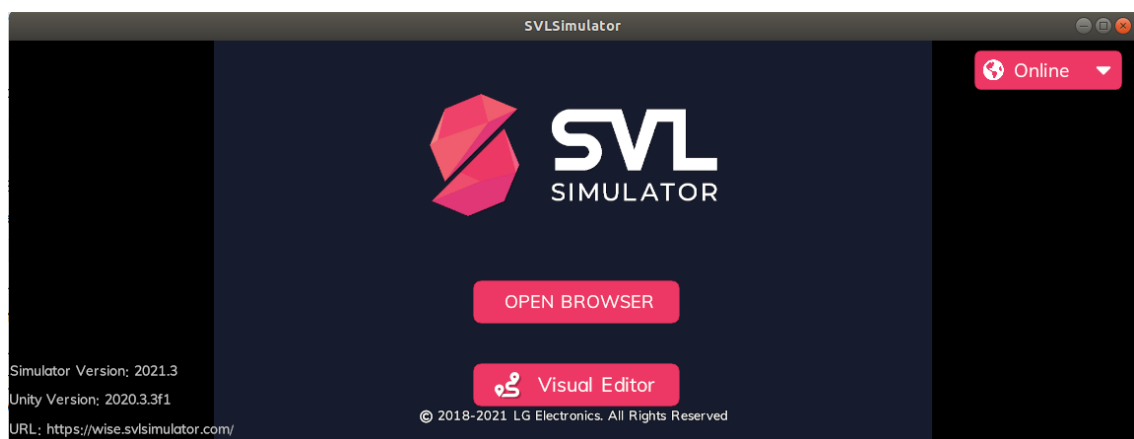 SVLSimulator
Online
SVL
SIMULATOR
OPEN BROWSER
Simulator Version: 2021.3
Visual Editor
Unity Version: 2020.3.3f1
© 2018-2021 LG Electronics. All Rights Reserved
URL: https://wise.svlsimulator.com/